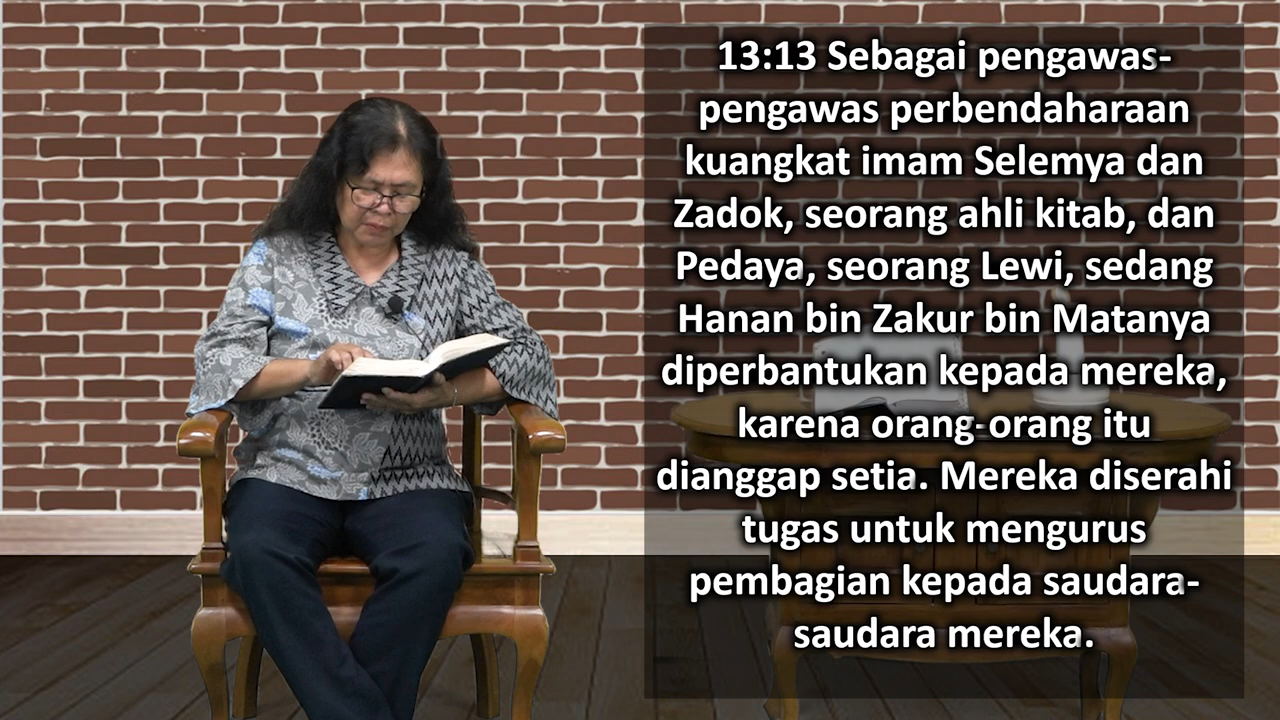 13:13 Sebagai pengawas-
pengawas perbendaharaan
kuangkat imam Selemya dan
Zadok, seorang ahli kitab, dan
Pedaya, seorang Lewi, sedang
Hanan bin Zakur bin Matanya
diperbantukan kepada mereka,
karena orang-orang itu
dianggap setia. Mereka diserahi
tugas untuk mengurus
pembagian kepada saudara-
saudara mereka.